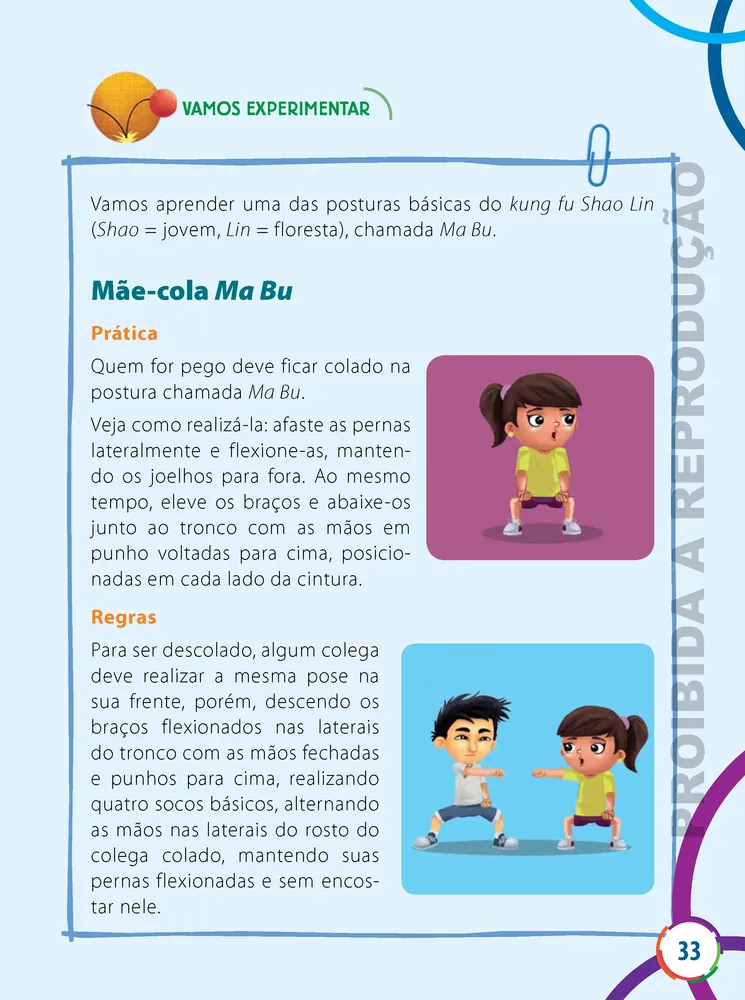 VAMOS EXPERIMENTAR
Vamos aprender uma das posturas básicas do kung fu Shao Lin
(Shao = jovem, Lin = floresta), chamada Ma Bu.
Mãe-cola Ma Bu
Prática
Quem for pego deve ficar colado na
postura chamada Ma Bu.
Veja como realizá-la: afaste as pernas
lateralmente e flexione-as, manten-
do os joelhos para fora. Ao mesmo
tempo, eleve os braços e abaixe-os
junto ao tronco com as mãos em
punho voltadas para cima, posicio-
nadas em cada lado da cintura.
Regras
Para ser descolado, algum colega
deve realizar a mesma pose na
sua frente, porém, descendo os
braços flexionados nas laterais
do tronco com as mãos fechadas
e punhos para cima, realizando
quatro socos básicos, alternando
as mãos nas laterais do rosto do
colega colado, mantendo suas
pernas flexionadas e sem encos-
tar nele.
PROIBIDA A REPRODUÇÃO
33